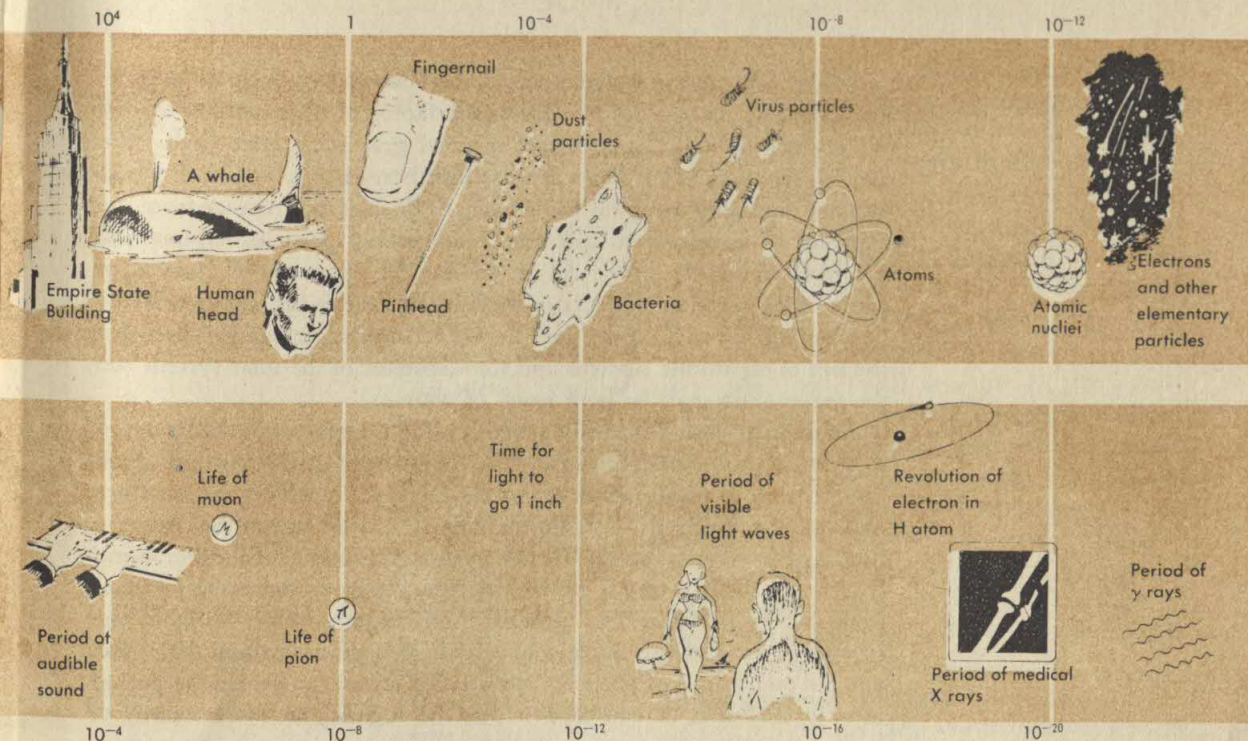 10⁴ 1 10⁻⁴ 10⁻⁸ 10⁻¹²
Fingernail
Dust
particles
Virus particles
A whale
Empire State
Building
Human
head
Pinhead
Bacteria
Atoms
Atomic
nucliei
Electrons
and other
elementary
particles
Life of
muon
Time for
light to
go 1 inch
Period of
visible
light waves
Revolution of
electron in
H atom
Period of
γ rays
Period of
audible
sound
Life of
pion
π
Period of medical
X rays
10⁻⁴ 10⁻⁸ 10⁻¹² 10⁻¹⁶ 10⁻²⁰